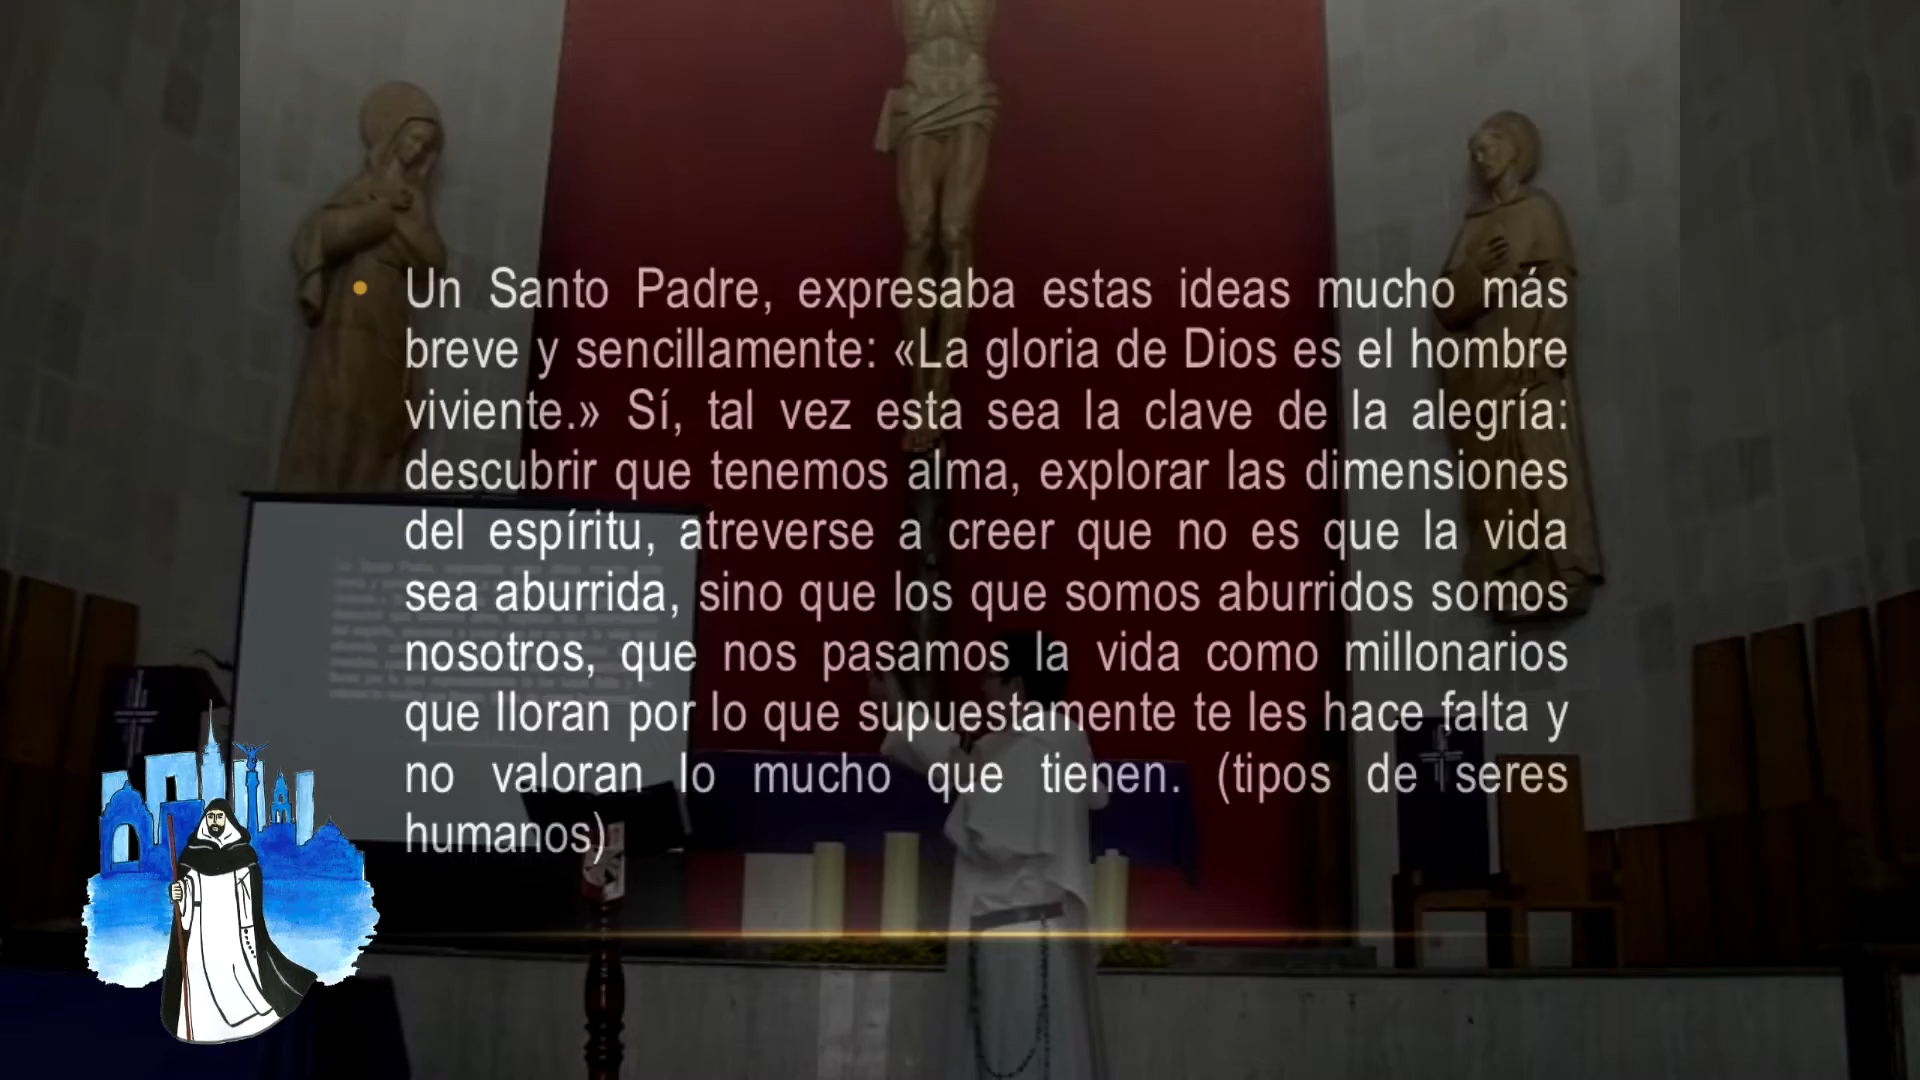 • Un Santo Padre, expresaba estas ideas mucho más
breve y sencillamente: «La gloria de Dios es el hombre
viviente.» Sí, tal vez esta sea la clave de la alegría:
descubrir que tenemos alma, explorar las dimensiones
del espíritu, atreverse a creer que no es que la vida
sea aburrida, sino que los que somos aburridos somos
nosotros, que nos pasamos la vida como millonarios
que lloran por lo que supuestamente te les hace falta y
no valoran lo mucho que tienen. (tipos de seres
humanos)